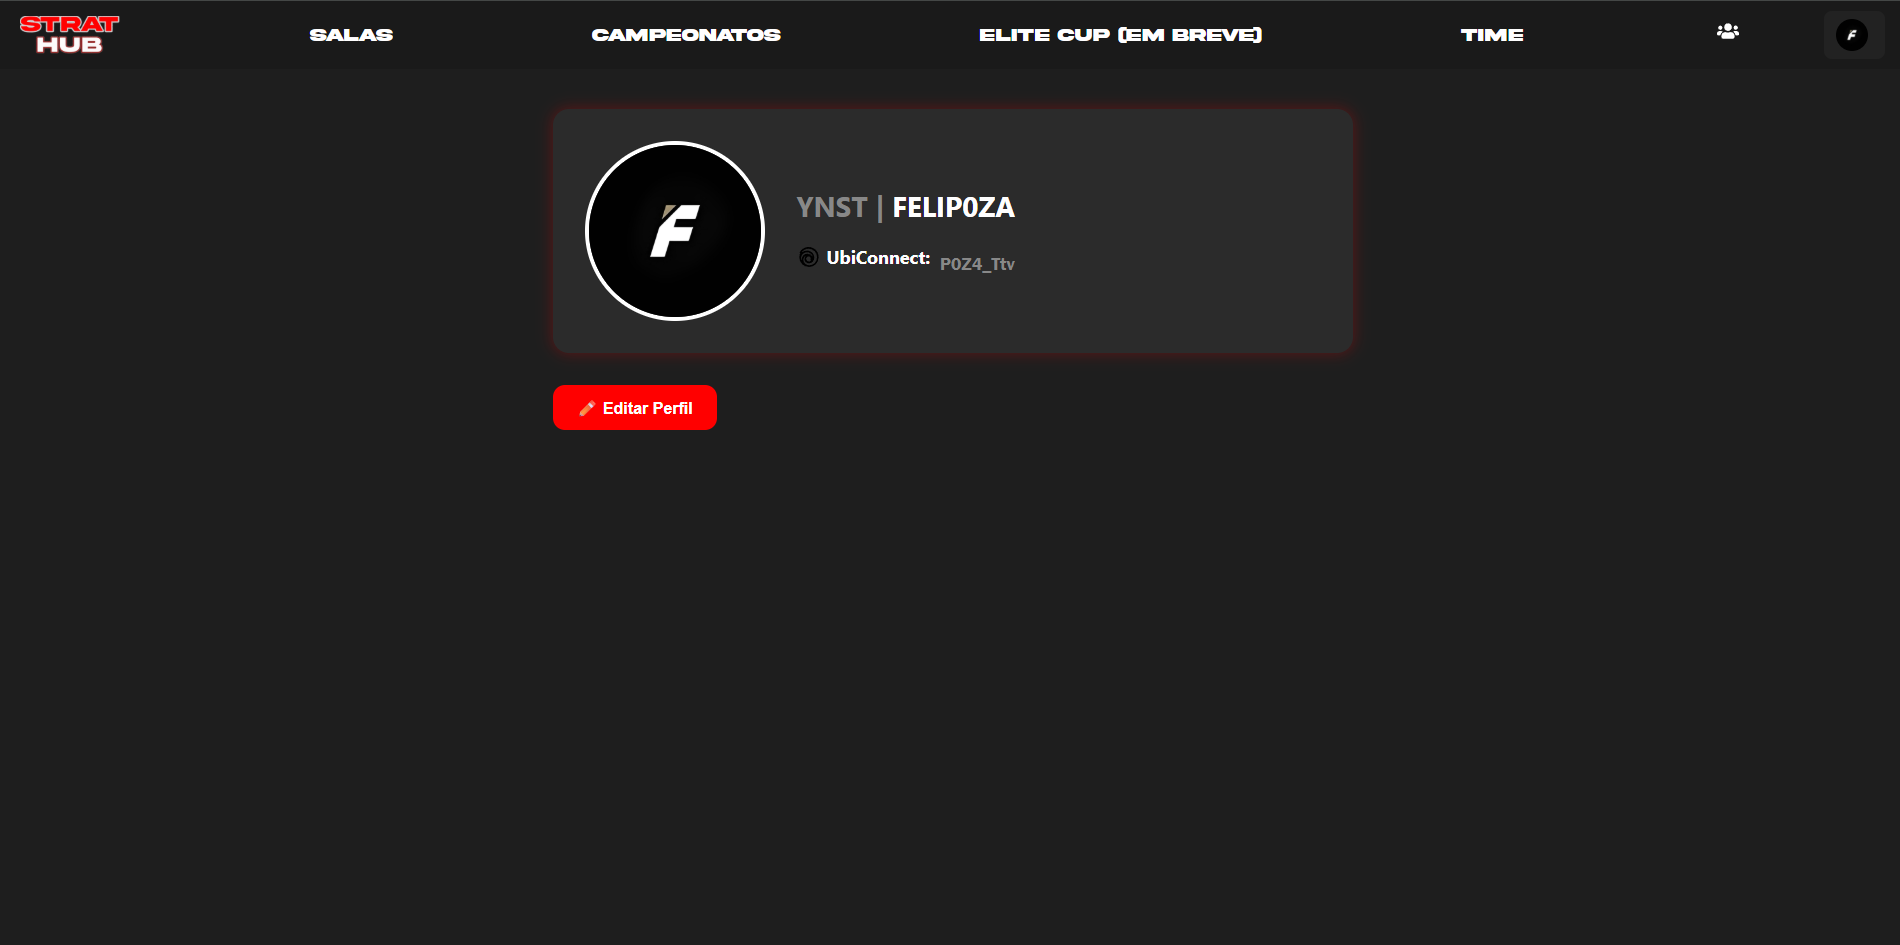 STRAT
HUB
SALAS
CAMPEONATOS
ELITE CUP (EM BREVE)
TIME
F
F
YNST | FELIP0ZA
UbiConnect: P0Z4_Ttv
Editar Perfil